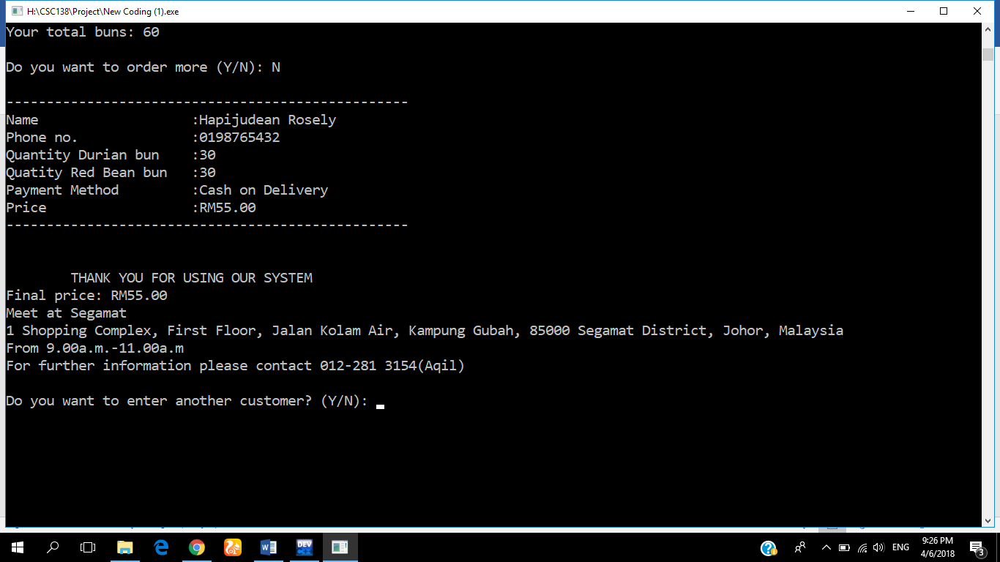 H:\CSC138\Project\New Coding (1).exe
Your total buns: 60
Do you want to order more (Y/N): N
--------------------------------------------------
Name :Hapijudean Rosely
Phone no. :0198765432
Quantity Durian bun :30
Quatity Red Bean bun :30
Payment Method :Cash on Delivery
Price :RM55.00
--------------------------------------------------
THANK YOU FOR USING OUR SYSTEM
Final price: RM55.00
Meet at Segamat
1 Shopping Complex, First Floor, Jalan Kolam Air, Kampung Gubah, 85000 Segamat District, Johor, Malaysia
From 9.00a.m.-11.00a.m
For further information please contact 012-281 3154(Aqil)
Do you want to enter another customer? (Y/N):
DEV
ENG
9:26 PM
4/6/2018
3